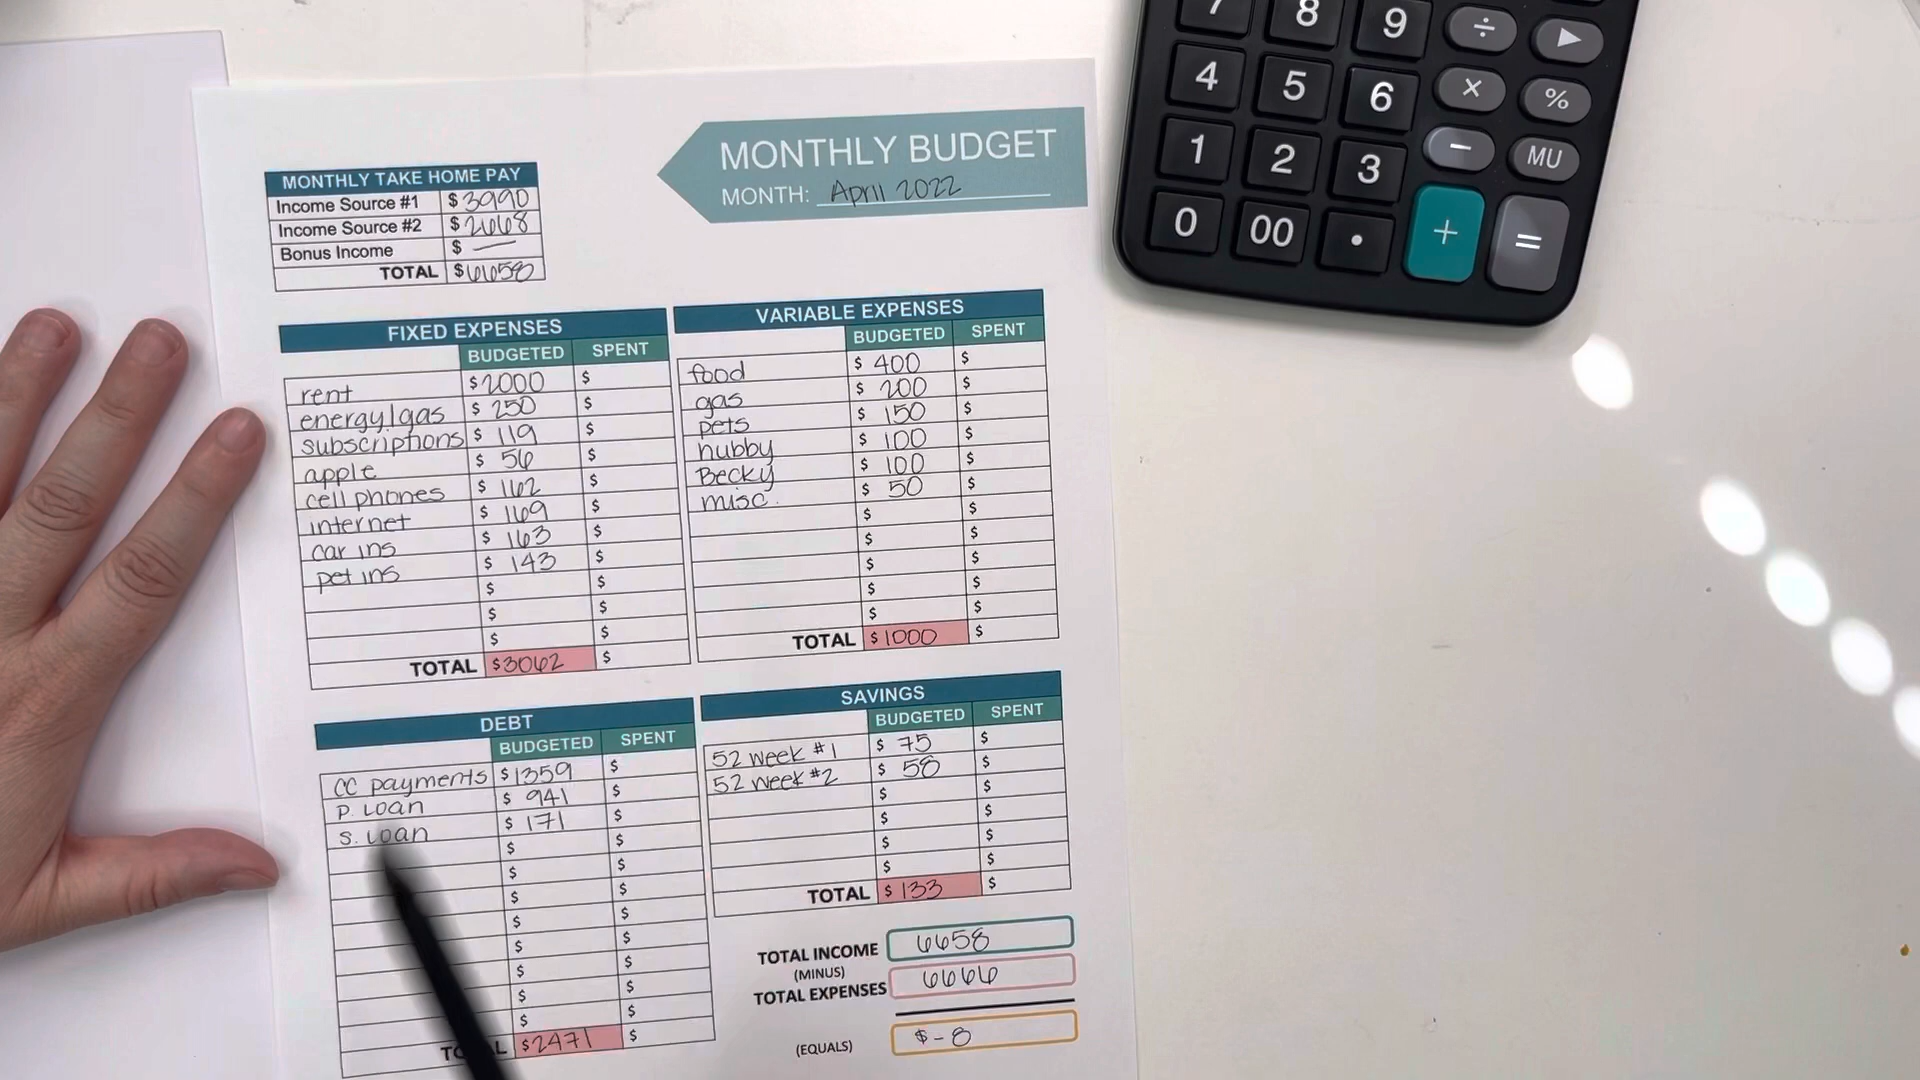 7 8 9 ÷ ▶
4 5 6 × %
1 2 3 − MU
0 00 • + =
MONTHLY BUDGET
MONTH: April 2022
MONTHLY TAKE HOME PAY
Income Source #1 $3990
Income Source #2 $2668
Bonus Income $ —
TOTAL $6658
FIXED EXPENSES
BUDGETED SPENT
rent $2000 $
energy/gas $ 250 $
subscriptions $ 119 $
apple $ 56 $
cell phones $ 162 $
internet $ 169 $
car ins $ 163 $
pet ins $ 143 $
$ $
$ $
$ $
TOTAL $3062 $
VARIABLE EXPENSES
BUDGETED SPENT
food $ 400 $
gas $ 200 $
pets $ 150 $
hubby $ 100 $
Becky $ 100 $
misc. $ 50 $
$ $
$ $
$ $
$ $
$ $
TOTAL $1000 $
DEBT
BUDGETED SPENT
CC payments $1359 $
P. Loan $ 941 $
S. Loan $ 171 $
$ $
$ $
$ $
$ $
$ $
$ $
$ $
$ $
$2471 $
SAVINGS
BUDGETED SPENT
52 week #1 $ 75 $
52 week #2 $ 58 $
$ $
$ $
$ $
$ $
TOTAL $ 133 $
TOTAL INCOME 6658
(MINUS)
TOTAL EXPENSES 6666
(EQUALS) $ - 8